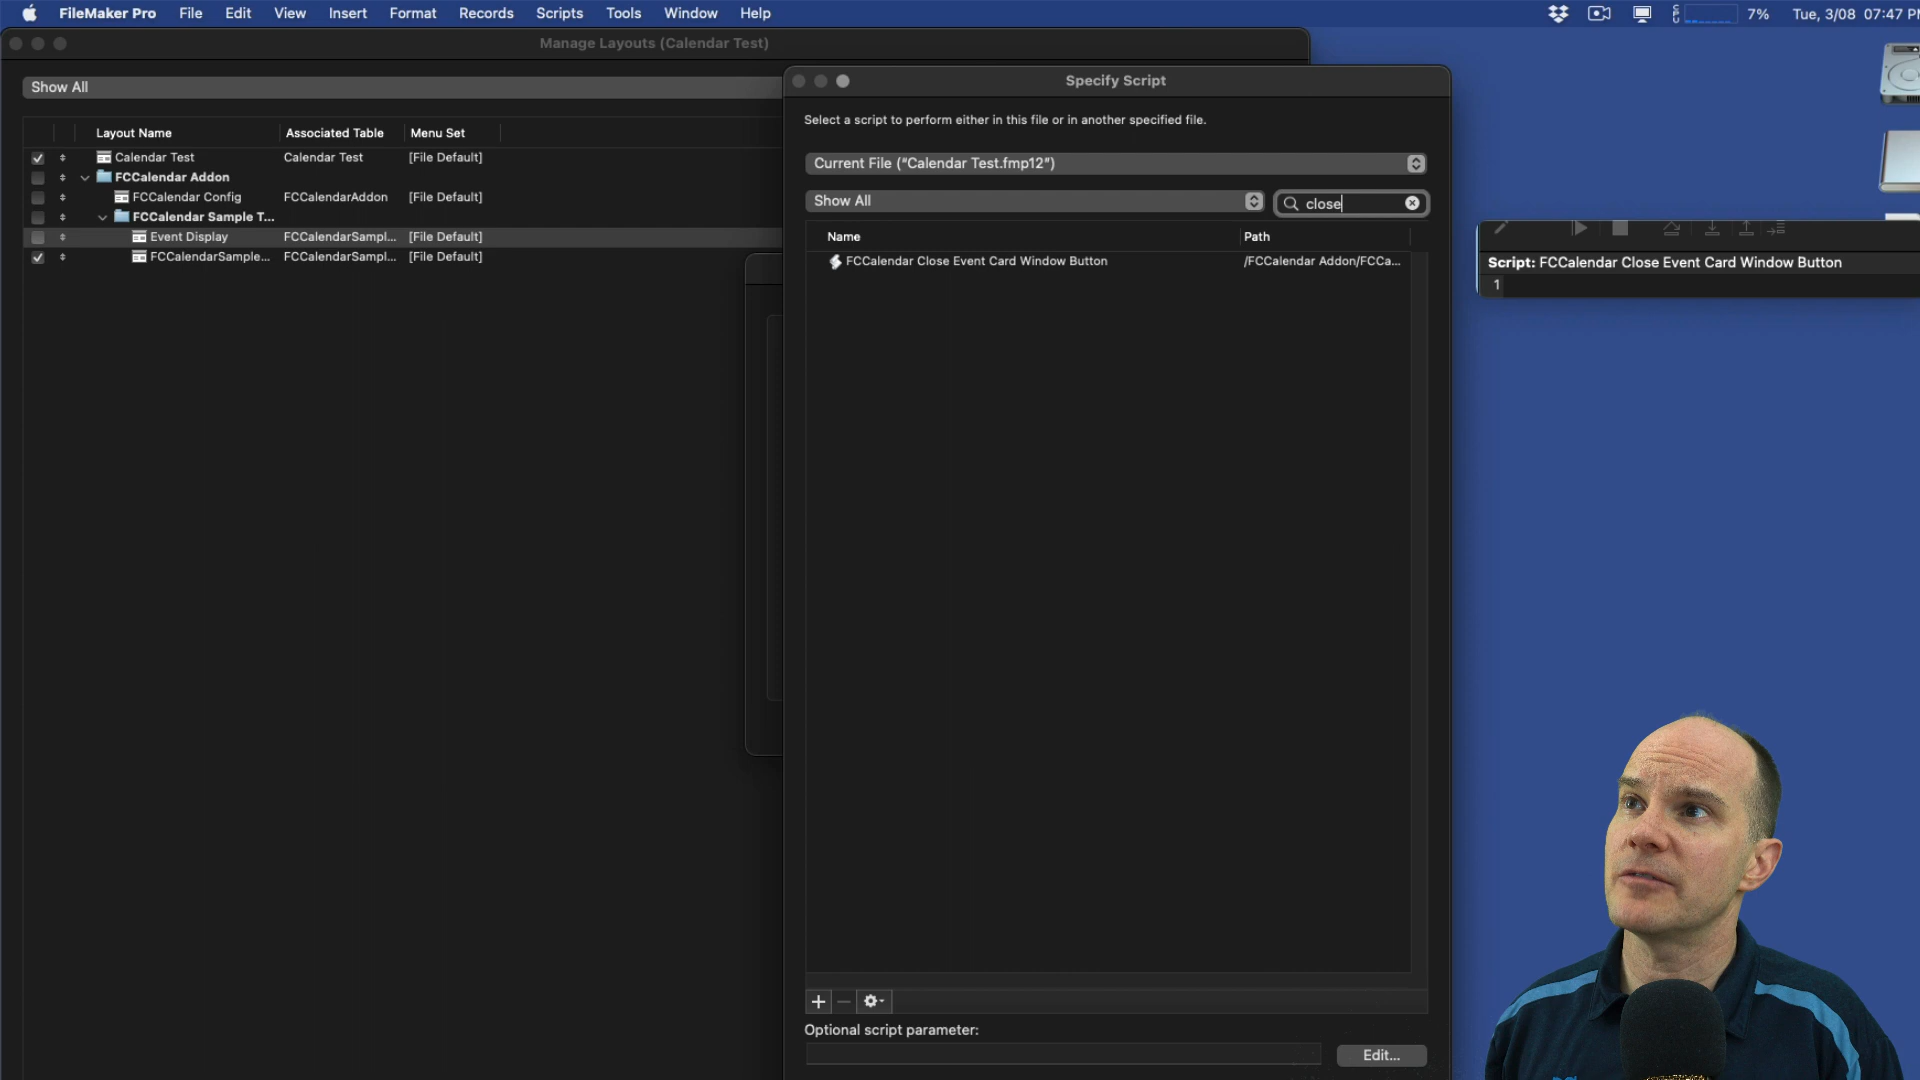 FileMaker Pro File Edit View Insert Format Records Scripts Tools Window Help 7% Tue, 3/08 07:47
Manage Layouts (Calendar Test)
Show All
Layout Name Associated Table Menu Set
Calendar Test Calendar Test [File Default]
FCCalendar Addon
FCCalendar Config FCCalendarAddon [File Default]
FCCalendar Sample T...
Event Display FCCalendarSampl... [File Default]
FCCalendarSample... FCCalendarSampl... [File Default]
Specify Script
Select a script to perform either in this file or in another specified file.
Current File ("Calendar Test.fmp12")
Show All close
Name Path
FCCalendar Close Event Card Window Button /FCCalendar Addon/FCCa...
Optional script parameter:
Edit...
Script: FCCalendar Close Event Card Window Button
1